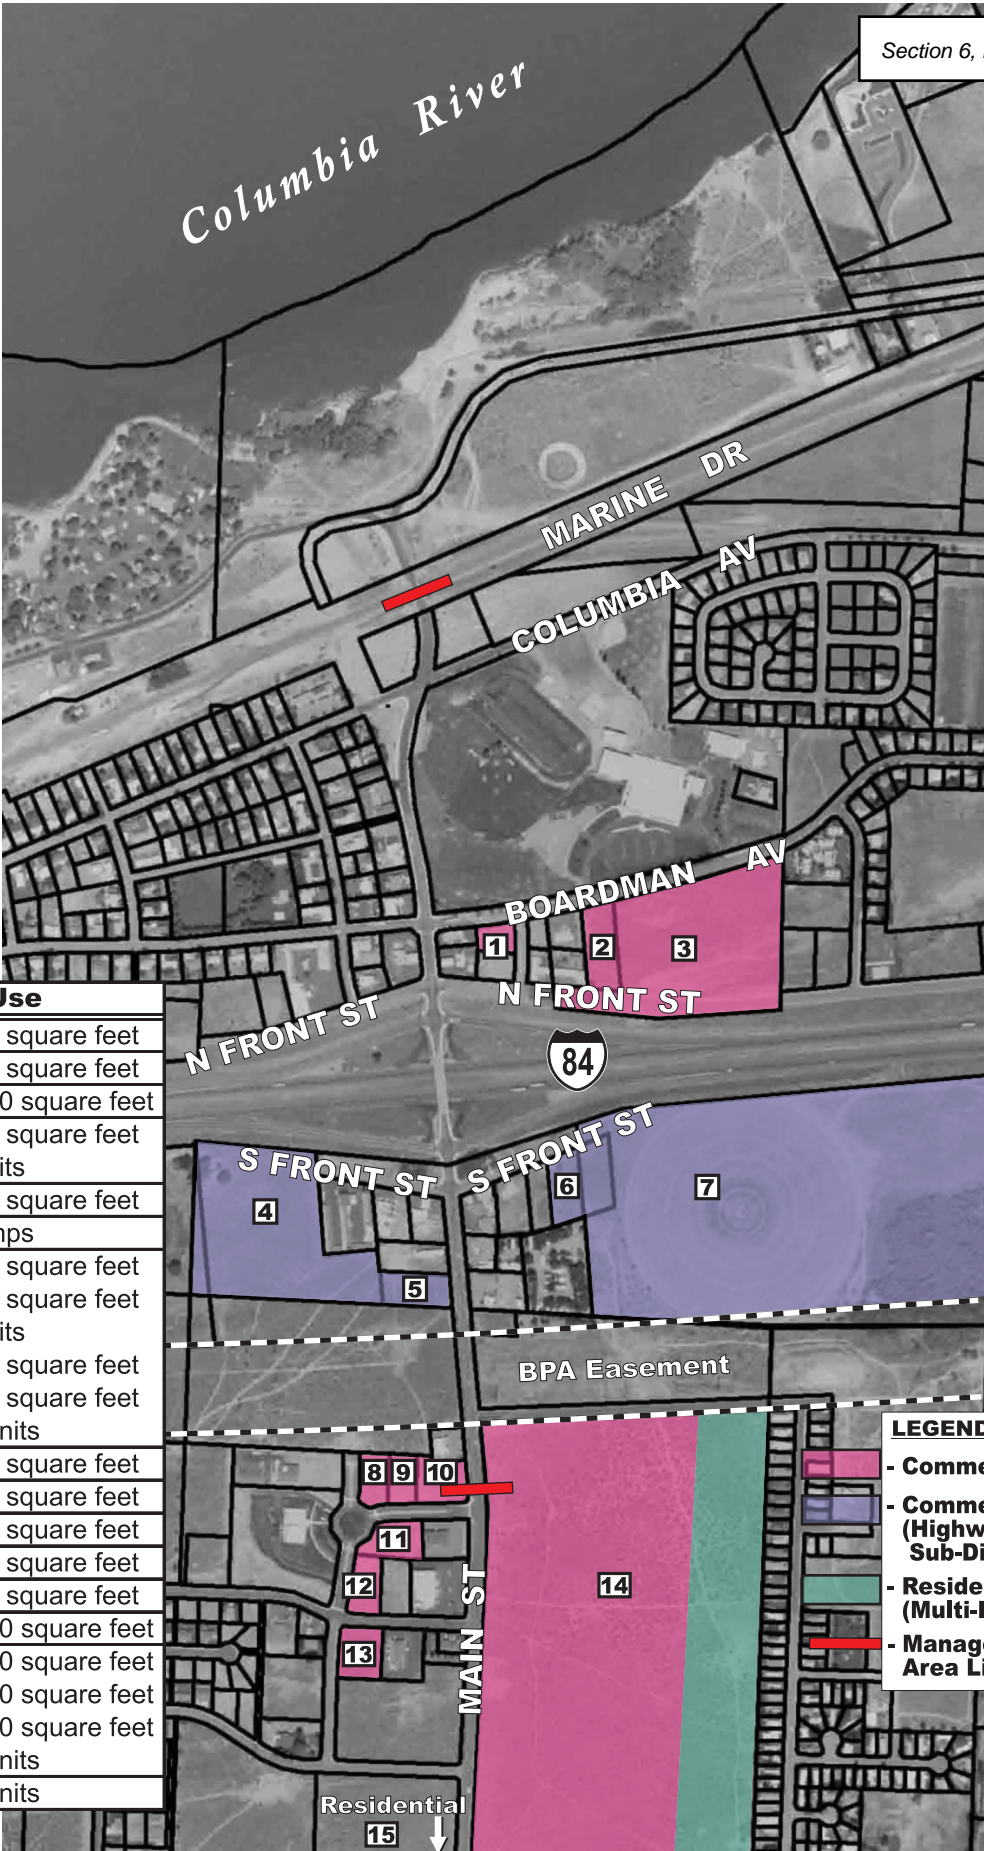 Section 6,
Columbia River
MARINE DR
COLUMBIA AV
BOARDMAN AV
1
2
3
N FRONT ST
N FRONT ST
84
S FRONT ST
S FRONT ST
4
5
6
7
BPA Easement
8
9
10
11
12
13
14
MAIN ST
Residential
15
Use
square feet
square feet
0 square feet
square feet
its
square feet
mps
square feet
square feet
its
square feet
square feet
nits
square feet
square feet
square feet
square feet
square feet
0 square feet
0 square feet
0 square feet
0 square feet
nits
nits
LEGEND
- Comme
- Comme
(Highw
Sub-Di
- Reside
(Multi-
- Manag
Area Li